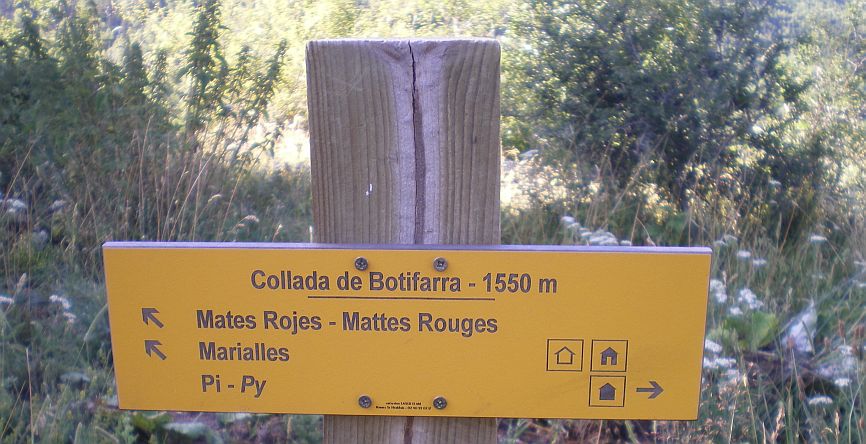 Collada de Botifarra - 1550 m
Mates Rojes - Mattes Rouges
Marialles
Pi - Py